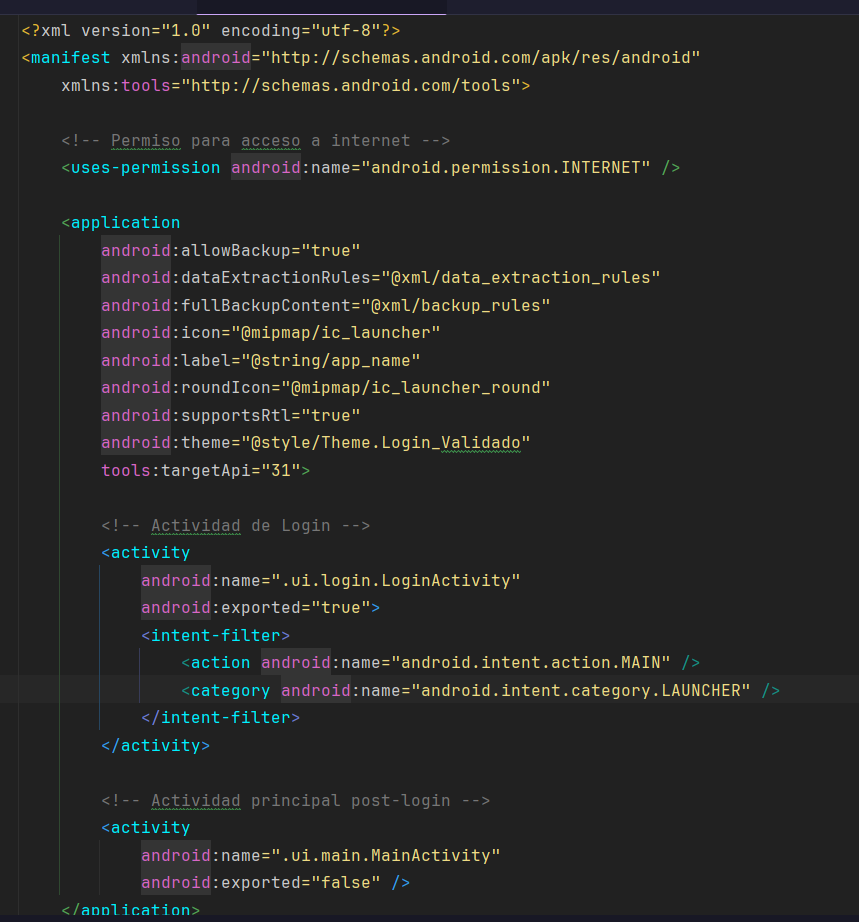 <?xml version="1.0" encoding="utf-8"?>
<manifest xmlns:android="http://schemas.android.com/apk/res/android"
    xmlns:tools="http://schemas.android.com/tools">

    <!-- Permiso para acceso a internet -->
    <uses-permission android:name="android.permission.INTERNET" />

    <application
        android:allowBackup="true"
        android:dataExtractionRules="@xml/data_extraction_rules"
        android:fullBackupContent="@xml/backup_rules"
        android:icon="@mipmap/ic_launcher"
        android:label="@string/app_name"
        android:roundIcon="@mipmap/ic_launcher_round"
        android:supportsRtl="true"
        android:theme="@style/Theme.Login_Validado"
        tools:targetApi="31">

        <!-- Actividad de Login -->
        <activity
            android:name=".ui.login.LoginActivity"
            android:exported="true">
            <intent-filter>
                <action android:name="android.intent.action.MAIN" />
                <category android:name="android.intent.category.LAUNCHER" />
            </intent-filter>
        </activity>

        <!-- Actividad principal post-login -->
        <activity
            android:name=".ui.main.MainActivity"
            android:exported="false" />
    </application>